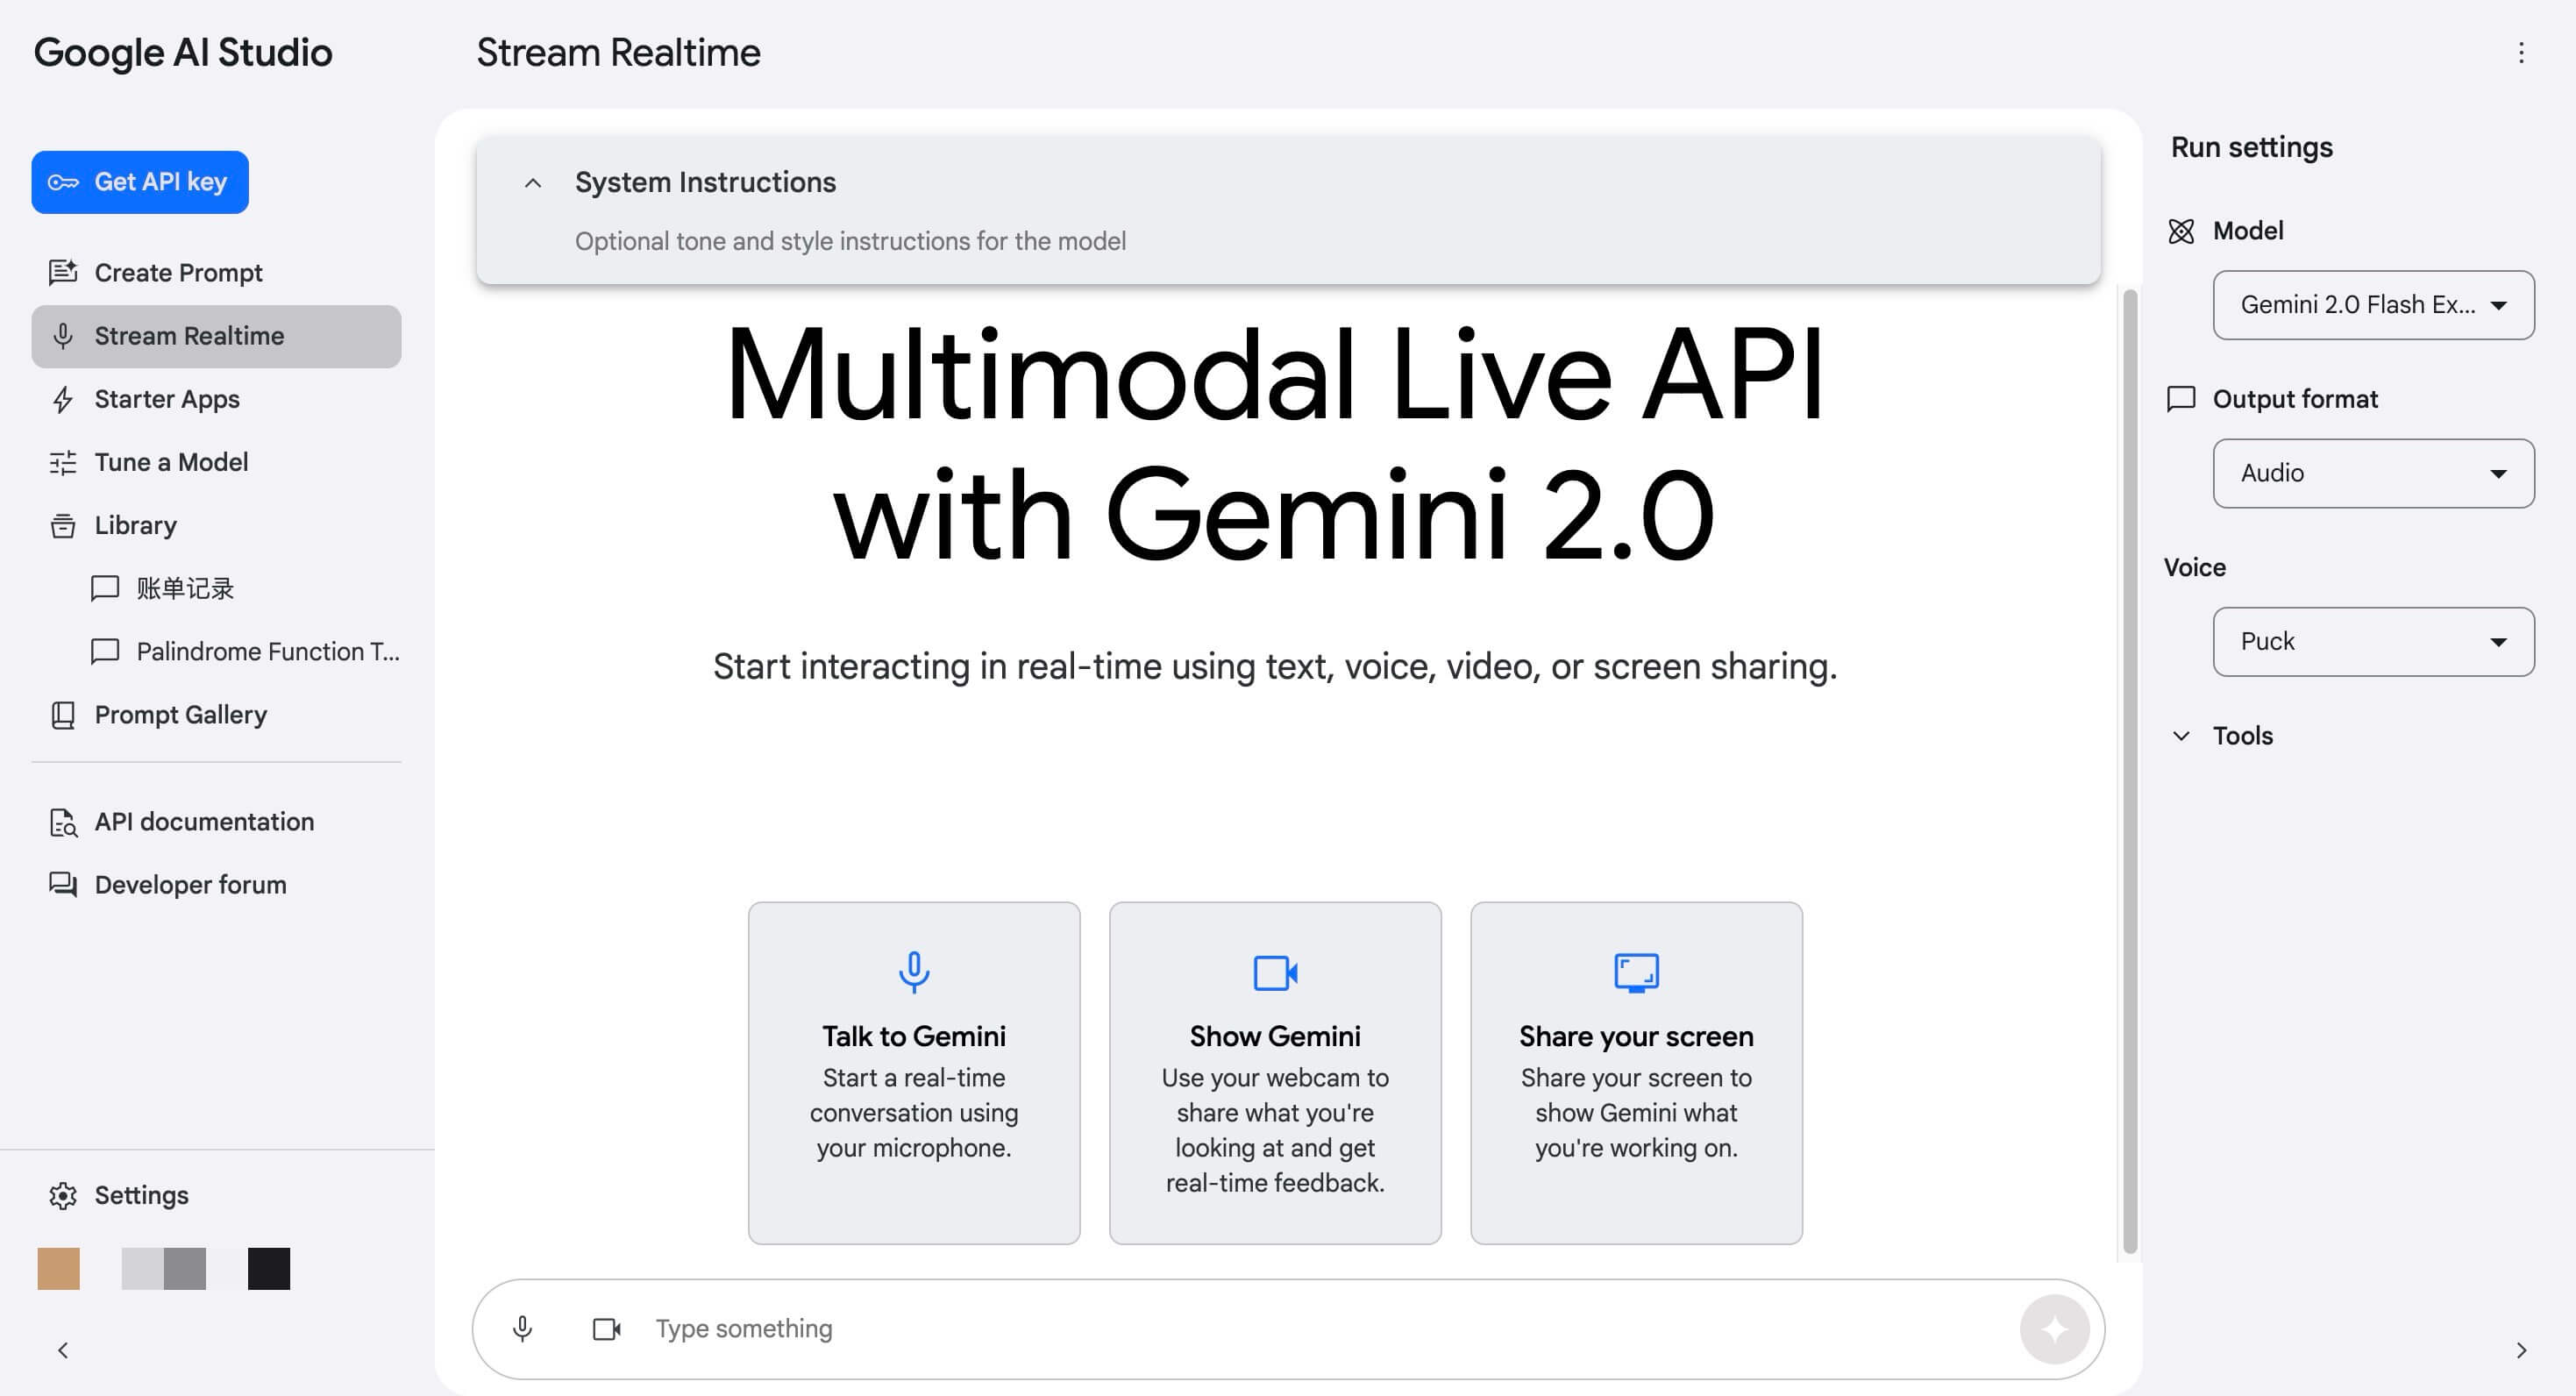 Google AI Studio
Get API key
Create Prompt
Stream Realtime
Starter Apps
Tune a Model
Library
账单记录
Palindrome Function T...
Prompt Gallery
API documentation
Developer forum
Settings
Stream Realtime
System Instructions
Optional tone and style instructions for the model
Multimodal Live API
with Gemini 2.0
Start interacting in real-time using text, voice, video, or screen sharing.
Talk to Gemini
Start a real-time
conversation using
your microphone.
Show Gemini
Use your webcam to
share what you're
looking at and get
real-time feedback.
Share your screen
Share your screen to
show Gemini what
you're working on.
Type something
Run settings
Model
Gemini 2.0 Flash Ex...
Output format
Audio
Voice
Puck
Tools